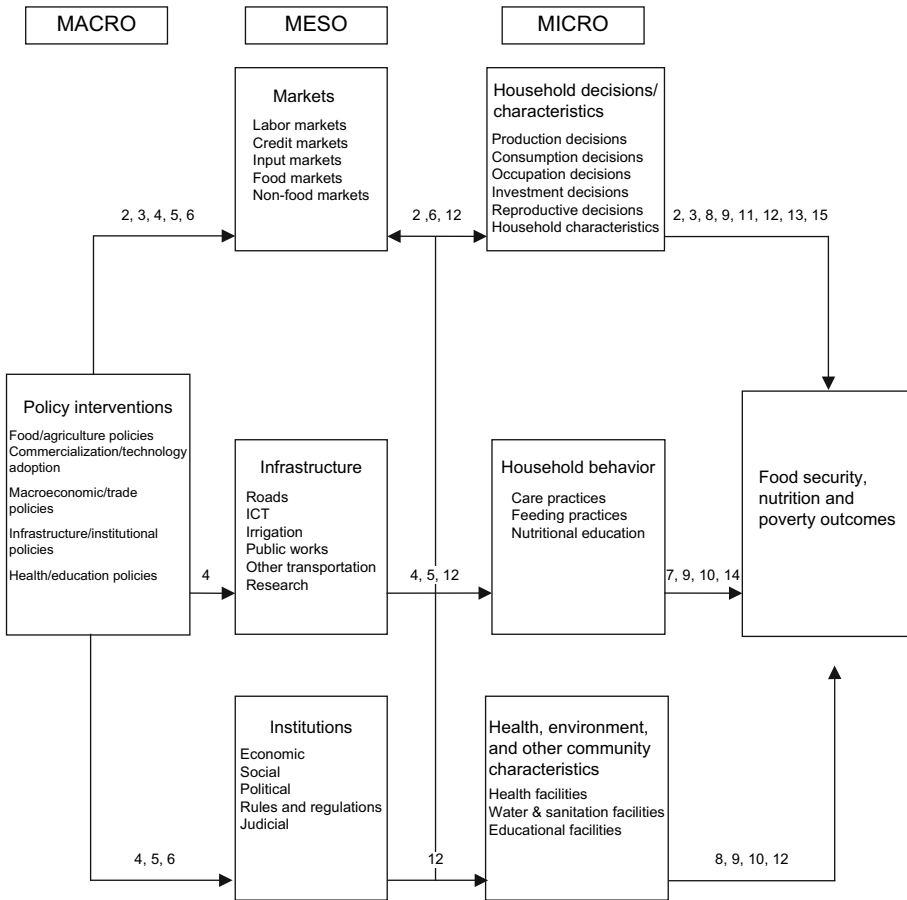 MACRO
MESO
MICRO
Markets
Labor markets
Credit markets
Input markets
Food markets
Non-food markets
Household decisions/
characteristics
Production decisions
Consumption decisions
Occupation decisions
Investment decisions
Reproductive decisions
Household characteristics
2, 3, 4, 5, 6
2 ,6, 12
2, 3, 8, 9, 11, 12, 13, 15
Policy interventions
Food/agriculture policies
Commercialization/technology
adoption
Macroeconomic/trade
policies
Infrastructure/institutional
policies
Health/education policies
4
Infrastructure
Roads
ICT
Irrigation
Public works
Other transportation
Research
4, 5, 12
Household behavior
Care practices
Feeding practices
Nutritional education
7, 9, 10, 14
Food security,
nutrition and
poverty outcomes
Institutions
Economic
Social
Political
Rules and regulations
Judicial
Health, environment,
and other community
characteristics
Health facilities
Water & sanitation facilities
Educational facilities
4, 5, 6
12
8, 9, 10, 12